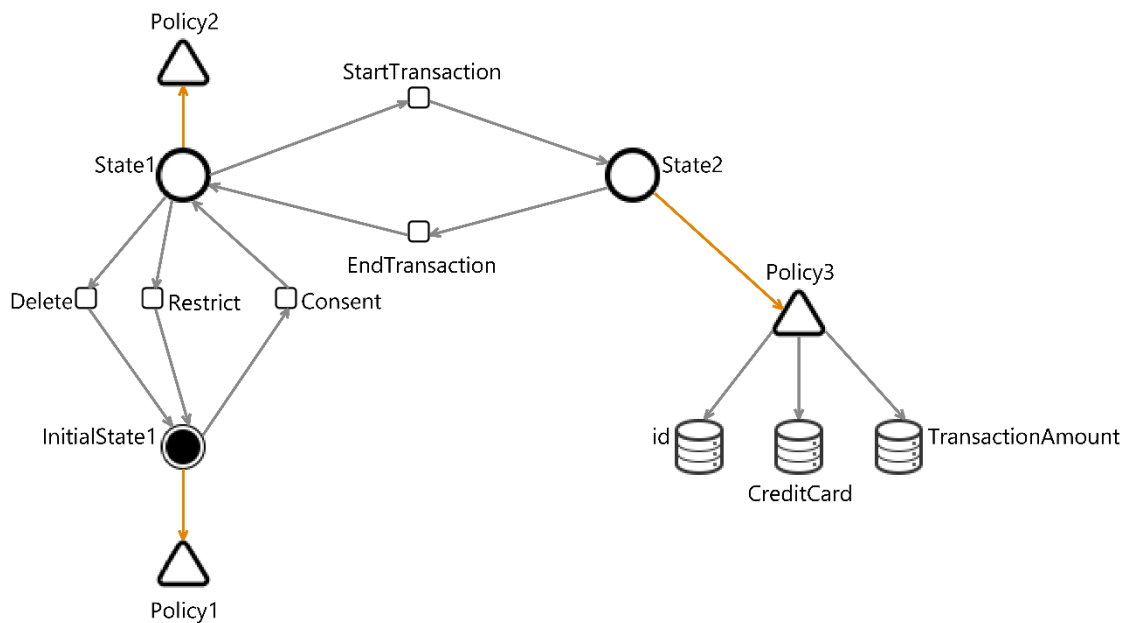 Policy2
StartTransaction
State1
State2
EndTransaction
Policy3
Delete
Restrict
Consent
InitialState1
id
TransactionAmount
CreditCard
Policy1